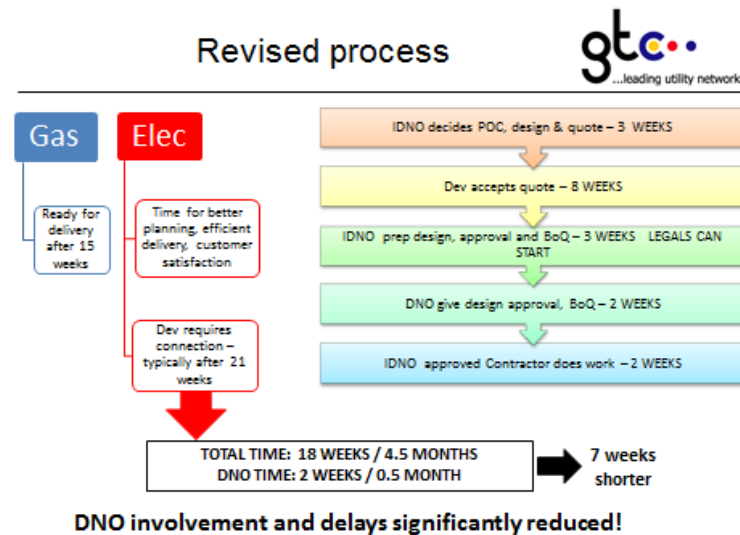 Revised process
gtc
...leading utility network
Gas
Elec
Ready for
delivery
after 15
weeks
Time for better
planning, efficient
delivery, customer
satisfaction
Dev requires
connection –
typically after 21
weeks
IDNO decides POC, design & quote – 3 WEEKS
Dev accepts quote – 8 WEEKS
IDNO prep design, approval and BoQ – 3 WEEKS LEGALS CAN
START
DNO give design approval, BoQ – 2 WEEKS
IDNO approved Contractor does work – 2 WEEKS
TOTAL TIME: 18 WEEKS / 4.5 MONTHS
DNO TIME: 2 WEEKS / 0.5 MONTH
7 weeks
shorter
DNO involvement and delays significantly reduced!